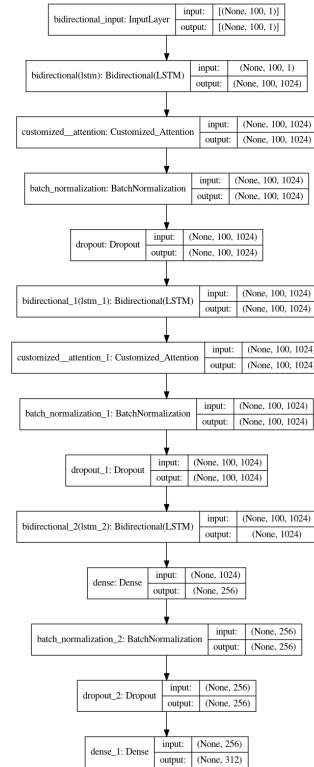 bidirectional_input: InputLayer input: [(None, 100, 1)]
output: [(None, 100, 1)]
bidirectional(lstm): Bidirectional(LSTM) input: (None, 100, 1)
output: (None, 100, 1024)
customized__attention: Customized_Attention input: (None, 100, 1024)
output: (None, 100, 1024)
batch_normalization: BatchNormalization input: (None, 100, 1024)
output: (None, 100, 1024)
dropout: Dropout input: (None, 100, 1024)
output: (None, 100, 1024)
bidirectional_1(lstm_1): Bidirectional(LSTM) input: (None, 100, 1024)
output: (None, 100, 1024)
customized__attention_1: Customized_Attention input: (None, 100, 1024)
output: (None, 100, 1024)
batch_normalization_1: BatchNormalization input: (None, 100, 1024)
output: (None, 100, 1024)
dropout_1: Dropout input: (None, 100, 1024)
output: (None, 100, 1024)
bidirectional_2(lstm_2): Bidirectional(LSTM) input: (None, 100, 1024)
output: (None, 1024)
dense: Dense input: (None, 1024)
output: (None, 256)
batch_normalization_2: BatchNormalization input: (None, 256)
output: (None, 256)
dropout_2: Dropout input: (None, 256)
output: (None, 256)
dense_1: Dense input: (None, 256)
output: (None, 312)